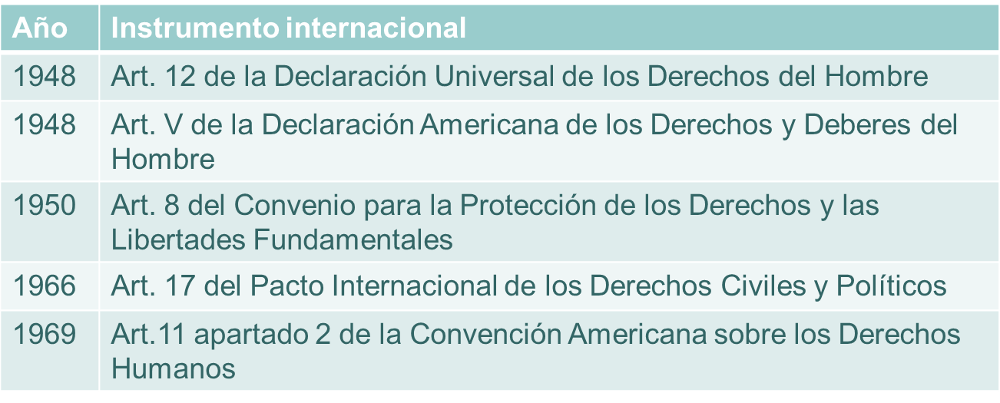 Año Instrumento internacional
1948 Art. 12 de la Declaración Universal de los Derechos del Hombre
1948 Art. V de la Declaración Americana de los Derechos y Deberes del
Hombre
1950 Art. 8 del Convenio para la Protección de los Derechos y las
Libertades Fundamentales
1966 Art. 17 del Pacto Internacional de los Derechos Civiles y Políticos
1969 Art.11 apartado 2 de la Convención Americana sobre los Derechos
Humanos